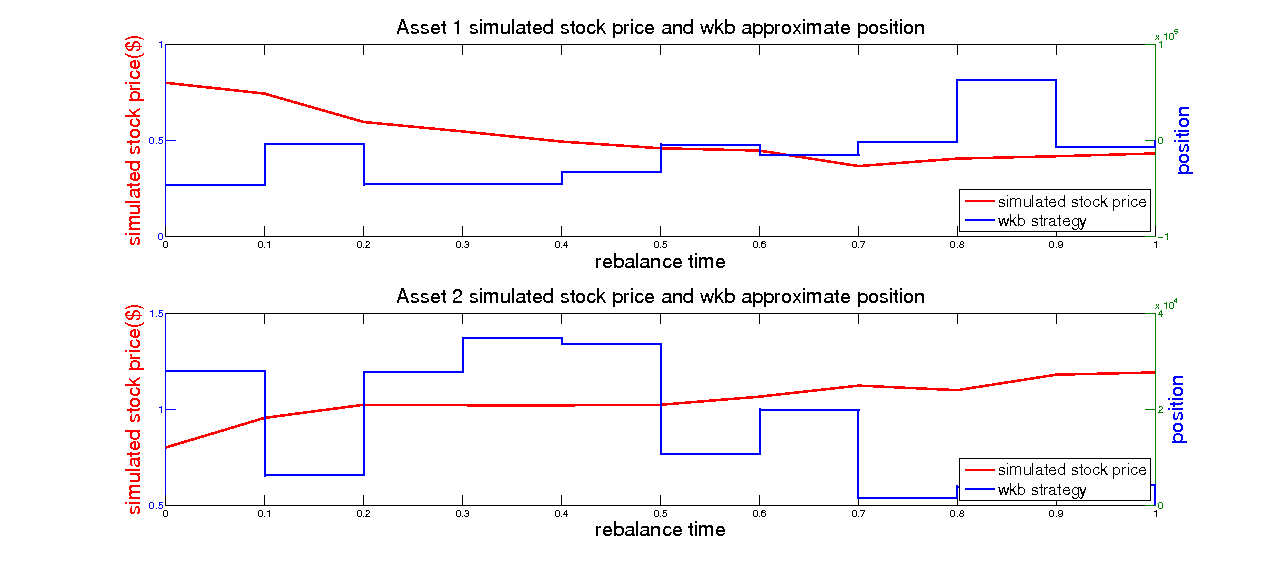 Asset 1 simulated stock price and wkb approximate position
x 10^5
simulated stock price($)
1
0.5
0
1
0
-1
position
simulated stock price
wkb strategy
0 0.1 0.2 0.3 0.4 0.5 0.6 0.7 0.8 0.9 1
rebalance time
Asset 2 simulated stock price and wkb approximate position
x 10^4
simulated stock price($)
1.5
1
0.5
4
2
0
position
simulated stock price
wkb strategy
0 0.1 0.2 0.3 0.4 0.5 0.6 0.7 0.8 0.9 1
rebalance time